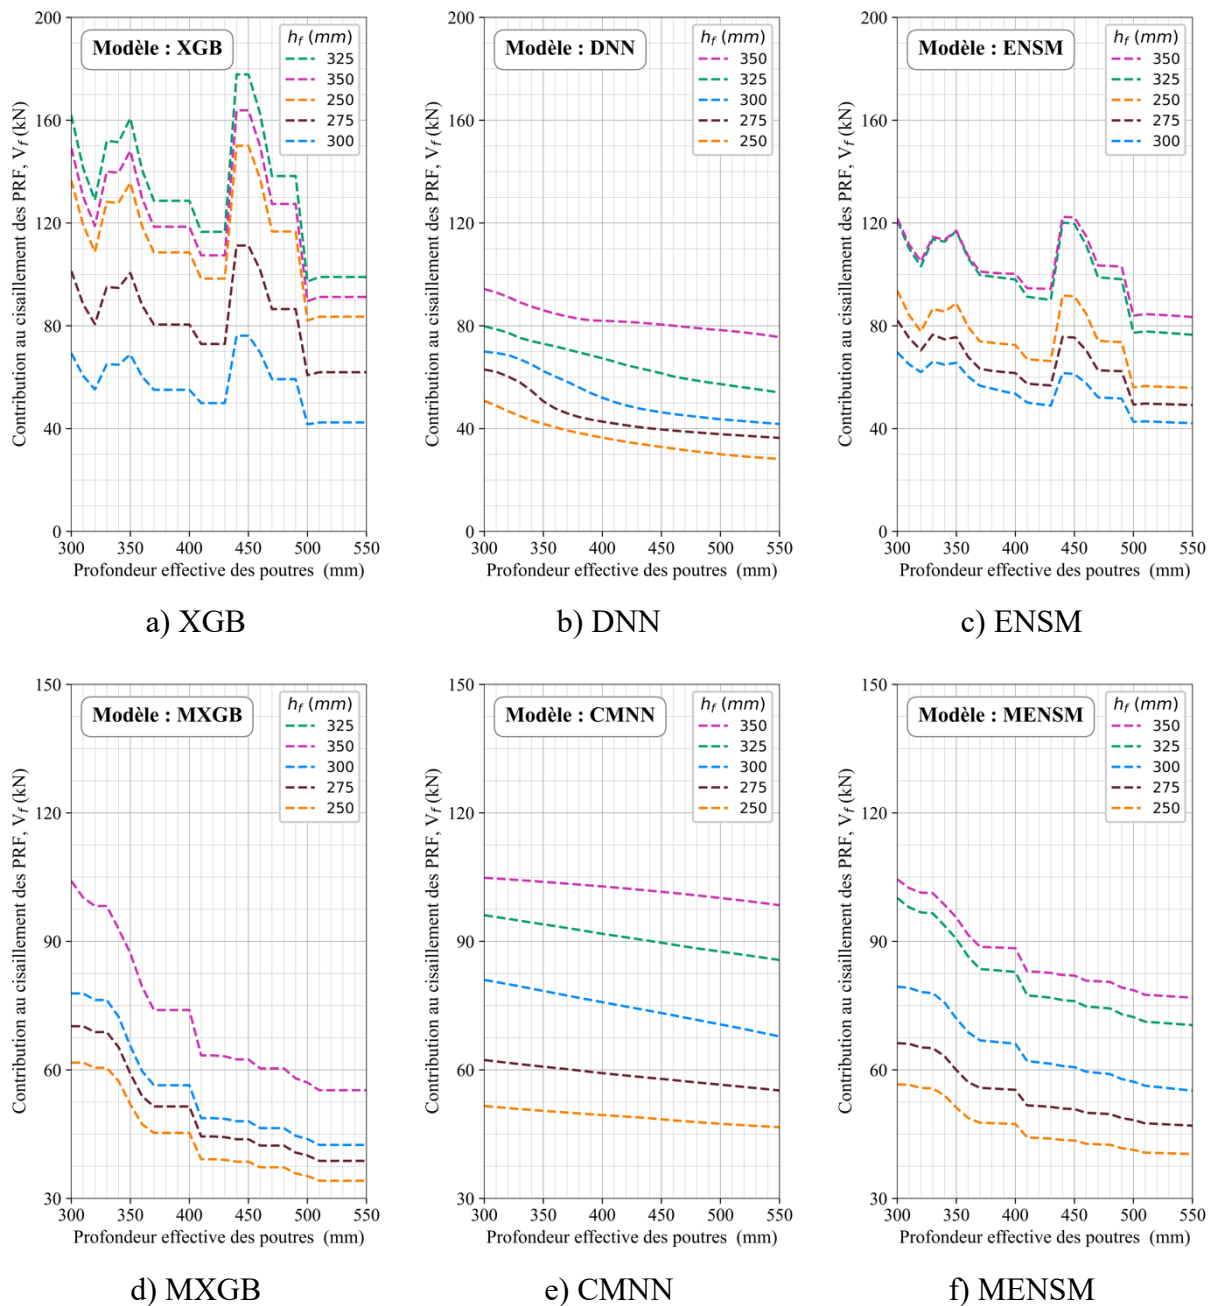 Modèle : XGB
h_f (mm)
325
350
250
275
300
Contribution au cisaillement des PRF, V_f (kN)
200
160
120
80
40
0
300 350 400 450 500 550
Profondeur effective des poutres (mm)
a) XGB
Modèle : DNN
h_f (mm)
350
325
300
275
250
Contribution au cisaillement des PRF, V_f (kN)
200
160
120
80
40
0
300 350 400 450 500 550
Profondeur effective des poutres (mm)
b) DNN
Modèle : ENSM
h_f (mm)
350
325
250
275
300
Contribution au cisaillement des PRF, V_f (kN)
200
160
120
80
40
0
300 350 400 450 500 550
Profondeur effective des poutres (mm)
c) ENSM
Modèle : MXGB
h_f (mm)
325
350
300
275
250
Contribution au cisaillement des PRF, V_f (kN)
150
120
90
60
30
300 350 400 450 500 550
Profondeur effective des poutres (mm)
d) MXGB
Modèle : CMNN
h_f (mm)
350
325
300
275
250
Contribution au cisaillement des PRF, V_f (kN)
150
120
90
60
30
300 350 400 450 500 550
Profondeur effective des poutres (mm)
e) CMNN
Modèle : MENSM
h_f (mm)
350
325
300
275
250
Contribution au cisaillement des PRF, V_f (kN)
150
120
90
60
30
300 350 400 450 500 550
Profondeur effective des poutres (mm)
f) MENSM